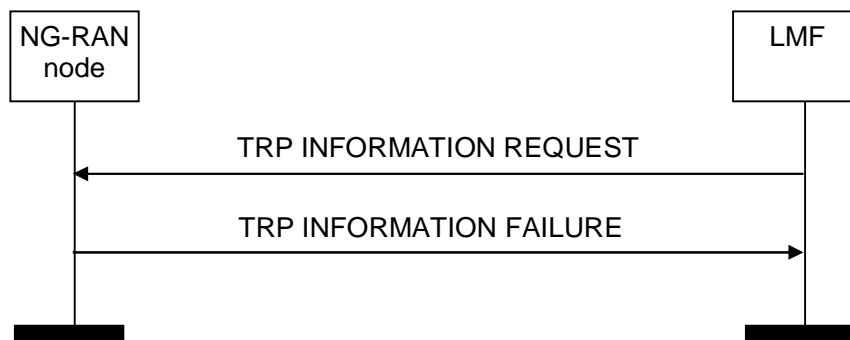 NG-RAN
node
LMF
TRP INFORMATION REQUEST
TRP INFORMATION FAILURE